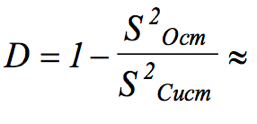 D = 1 - S²Ост / S²Сист ≈